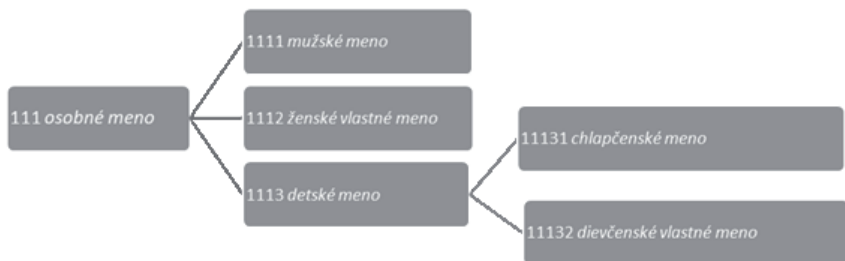 111 osobné meno
1111 mužské meno
1112 ženské vlastné meno
1113 detské meno
11131 chlapčenské meno
11132 dievčenské vlastné meno